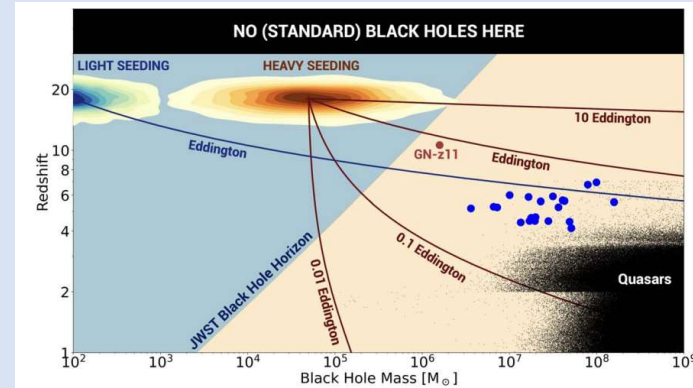 NO (STANDARD) BLACK HOLES HERE
LIGHT SEEDING
HEAVY SEEDING
10 Eddington
Eddington
GN-z11
Eddington
0.1 Eddington
0.01 Eddington
JWST Black Hole Horizon
Quasars
Redshift
20
10
8
6
4
2
1
10²
10³
10⁴
10⁵
10⁶
10⁷
10⁸
10⁹
Black Hole Mass [M⊙]